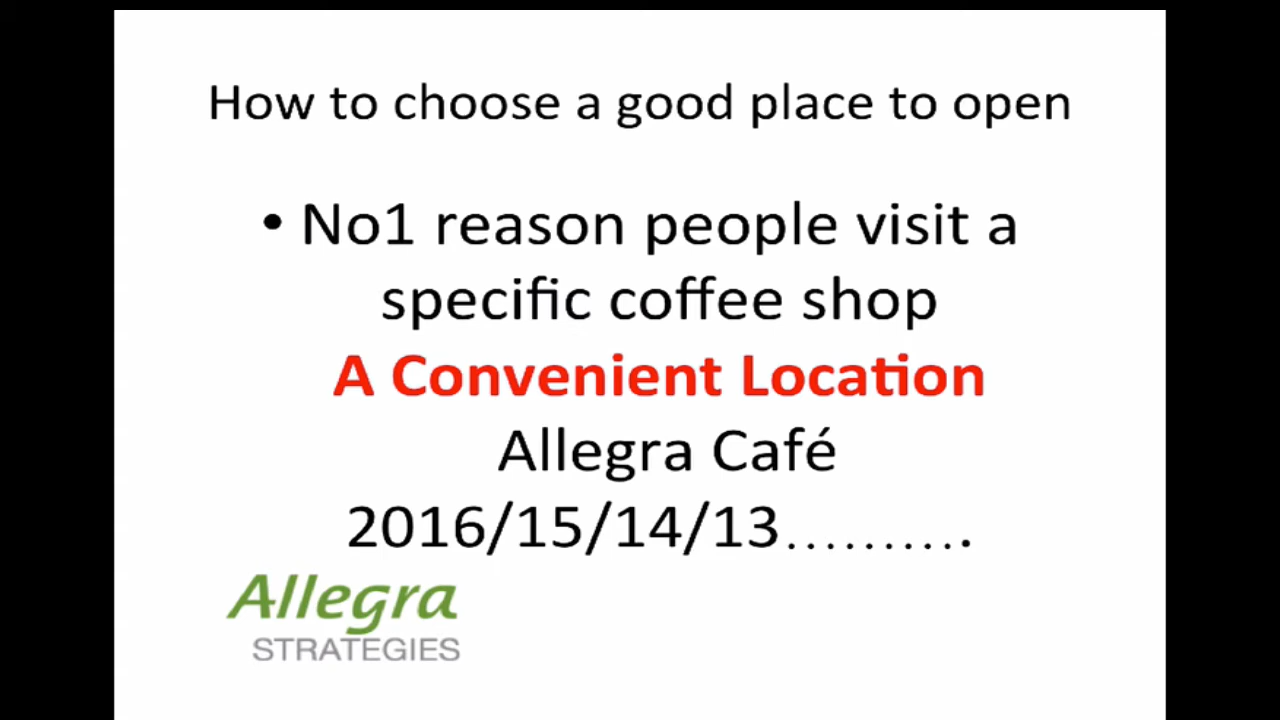 How to choose a good place to open
• No1 reason people visit a
specific coffee shop
A Convenient Location
Allegra Café
2016/15/14/13……….
Allegra
STRATEGIES